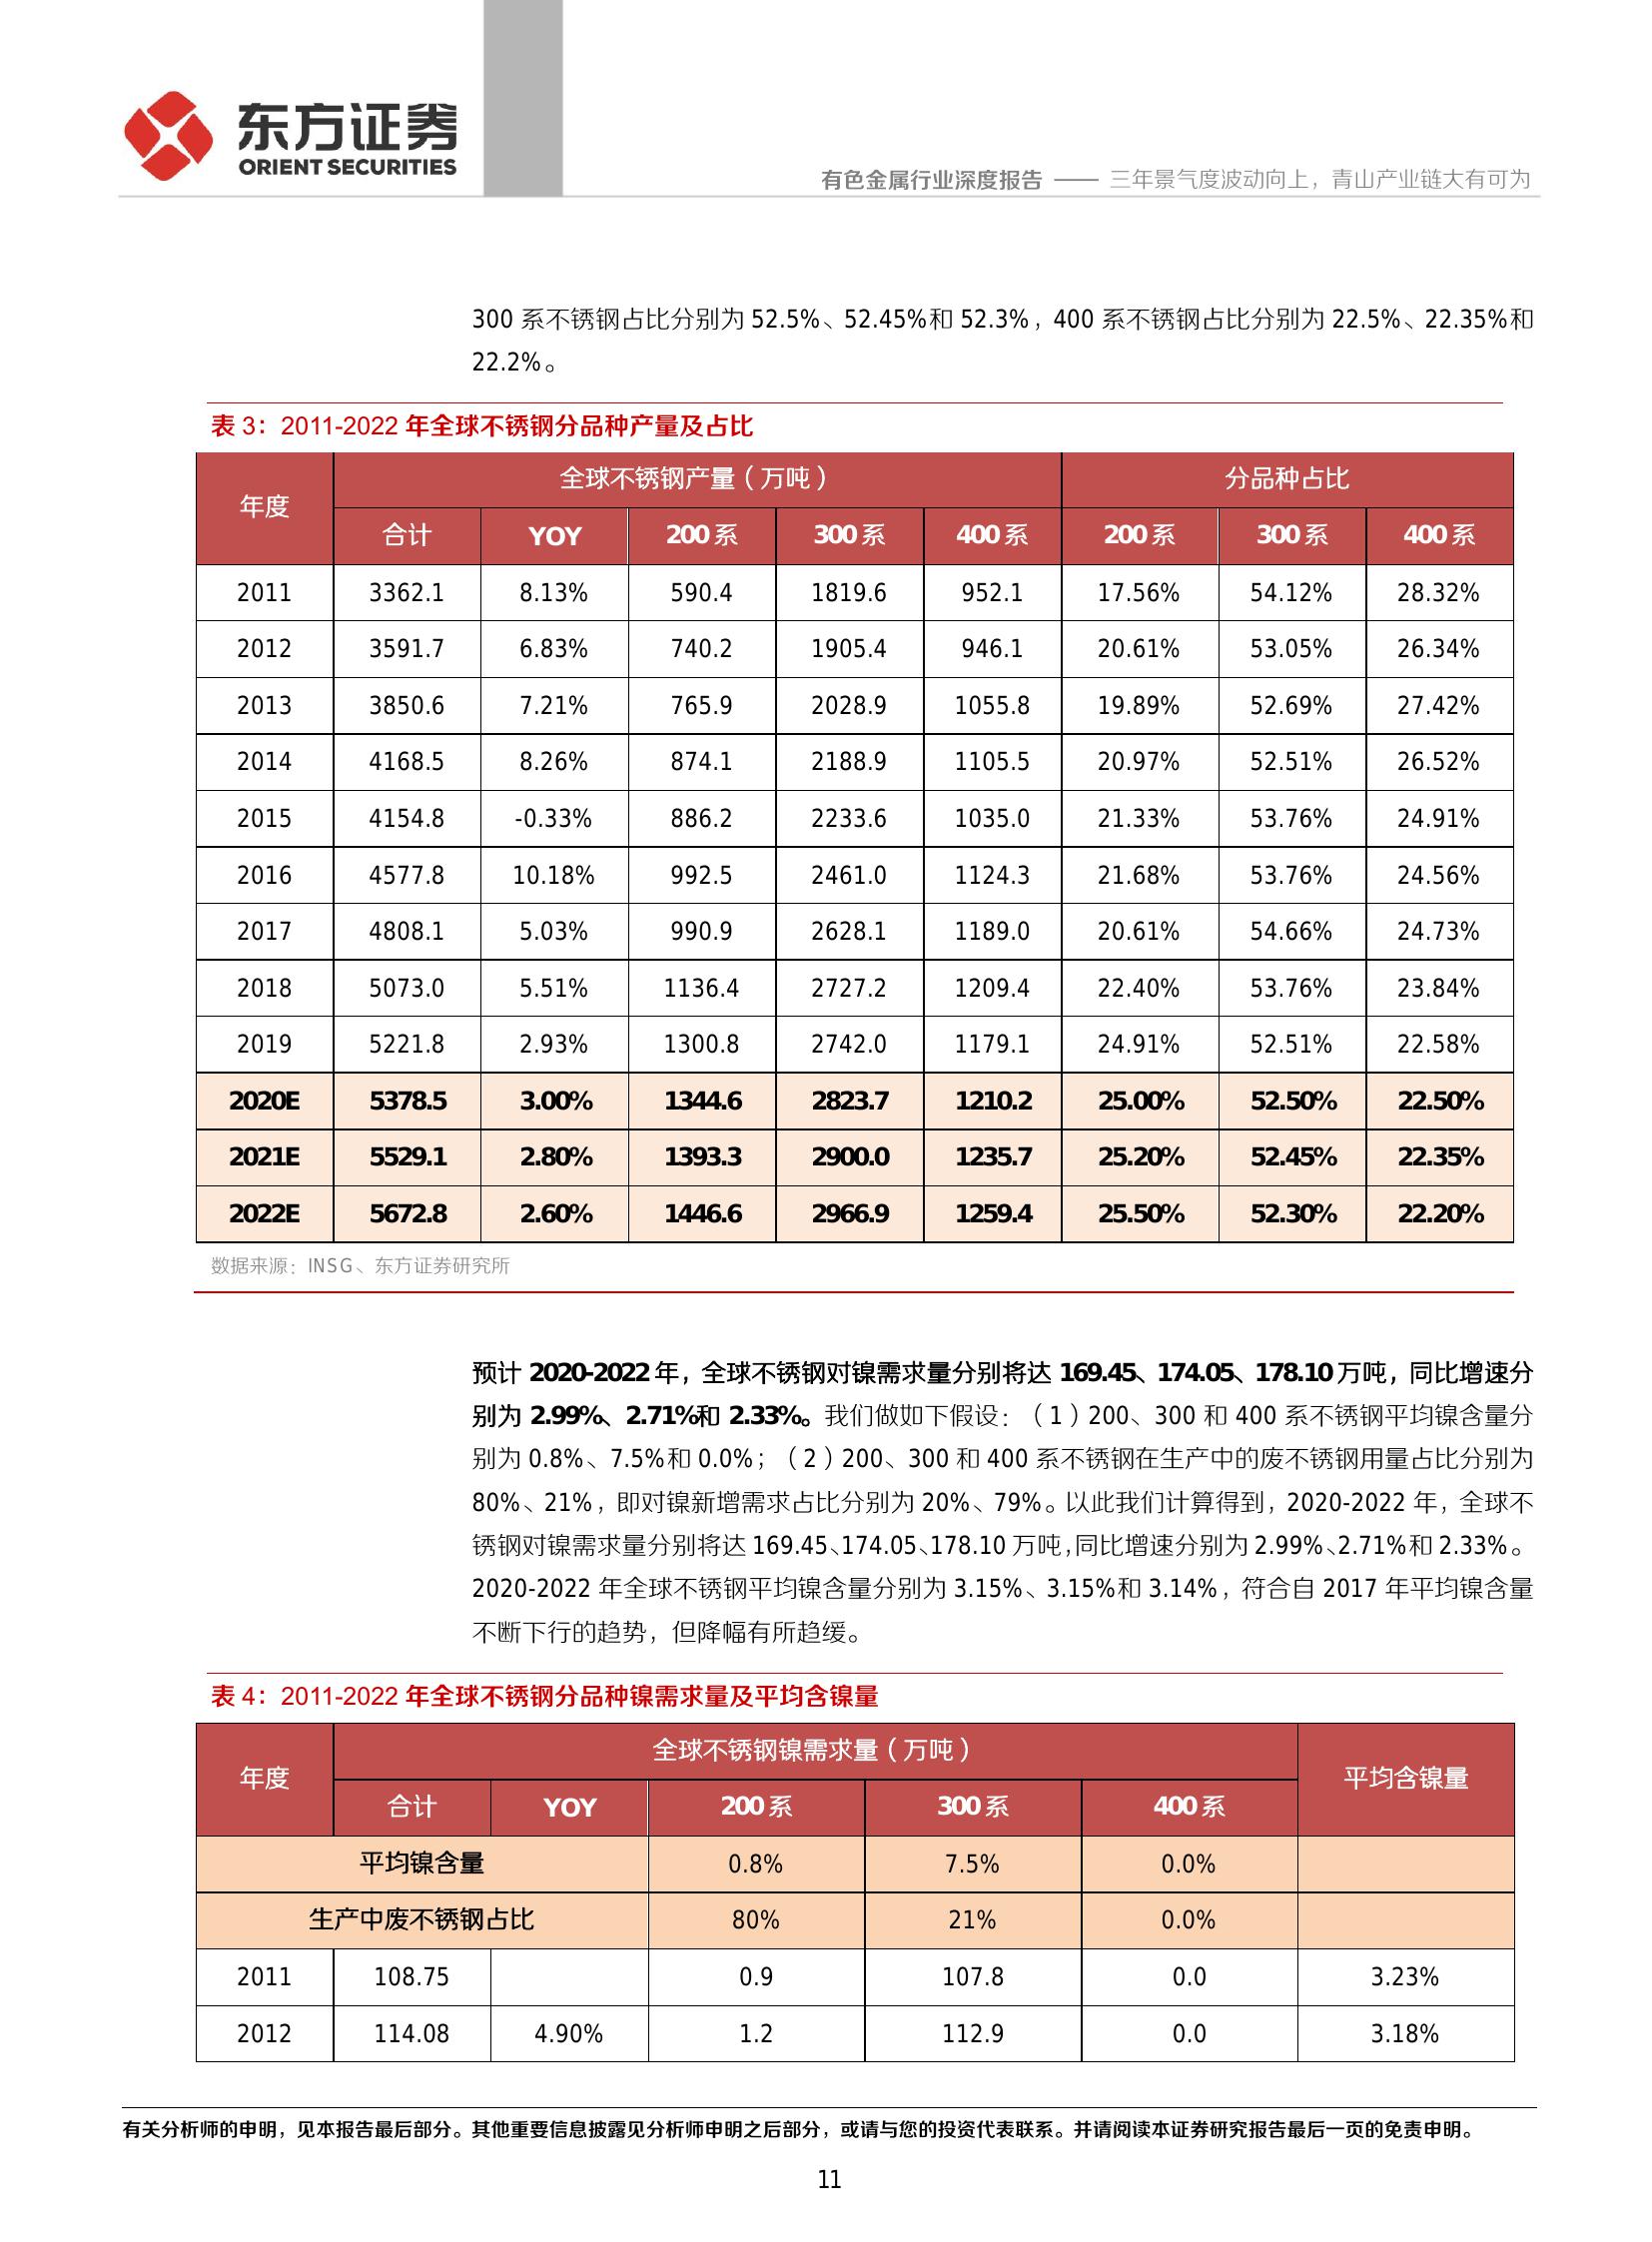 东方证券
ORIENT SECURITIES
有色金属行业深度报告 —— 三年景气度波动向上，青山产业链大有可为
300 系不锈钢占比分别为 52.5%、52.45%和 52.3%，400 系不锈钢占比分别为 22.5%、22.35%和
22.2%。
表 3：2011-2022 年全球不锈钢分品种产量及占比
年度 全球不锈钢产量（万吨） 分品种占比
合计 YOY 200 系 300 系 400 系 200 系 300 系 400 系
2011 3362.1 8.13% 590.4 1819.6 952.1 17.56% 54.12% 28.32%
2012 3591.7 6.83% 740.2 1905.4 946.1 20.61% 53.05% 26.34%
2013 3850.6 7.21% 765.9 2028.9 1055.8 19.89% 52.69% 27.42%
2014 4168.5 8.26% 874.1 2188.9 1105.5 20.97% 52.51% 26.52%
2015 4154.8 -0.33% 886.2 2233.6 1035.0 21.33% 53.76% 24.91%
2016 4577.8 10.18% 992.5 2461.0 1124.3 21.68% 53.76% 24.56%
2017 4808.1 5.03% 990.9 2628.1 1189.0 20.61% 54.66% 24.73%
2018 5073.0 5.51% 1136.4 2727.2 1209.4 22.40% 53.76% 23.84%
2019 5221.8 2.93% 1300.8 2742.0 1179.1 24.91% 52.51% 22.58%
2020E 5378.5 3.00% 1344.6 2823.7 1210.2 25.00% 52.50% 22.50%
2021E 5529.1 2.80% 1393.3 2900.0 1235.7 25.20% 52.45% 22.35%
2022E 5672.8 2.60% 1446.6 2966.9 1259.4 25.50% 52.30% 22.20%
数据来源：INSG、东方证券研究所
预计 2020-2022 年，全球不锈钢对镍需求量分别将达 169.45、174.05、178.10 万吨，同比增速分
别为 2.99%、2.71%和 2.33%。我们做如下假设：（1）200、300 和 400 系不锈钢平均镍含量分
别为 0.8%、7.5%和 0.0%；（2）200、300 和 400 系不锈钢在生产中的废不锈钢用量占比分别为
80%、21%，即对镍新增需求占比分别为 20%、79%。以此我们计算得到，2020-2022 年，全球不
锈钢对镍需求量分别将达 169.45、174.05、178.10 万吨，同比增速分别为 2.99%、2.71%和 2.33%。
2020-2022 年全球不锈钢平均镍含量分别为 3.15%、3.15%和 3.14%，符合自 2017 年平均镍含量
不断下行的趋势，但降幅有所趋缓。
表 4：2011-2022 年全球不锈钢分品种镍需求量及平均含镍量
年度 全球不锈钢镍需求量（万吨） 平均含镍量
合计 YOY 200 系 300 系 400 系
平均镍含量 0.8% 7.5% 0.0%
生产中废不锈钢占比 80% 21% 0.0%
2011 108.75 0.9 107.8 0.0 3.23%
2012 114.08 4.90% 1.2 112.9 0.0 3.18%
有关分析师的申明，见本报告最后部分。其他重要信息披露见分析师申明之后部分，或请与您的投资代表联系。并请阅读本证券研究报告最后一页的免责申明。
11